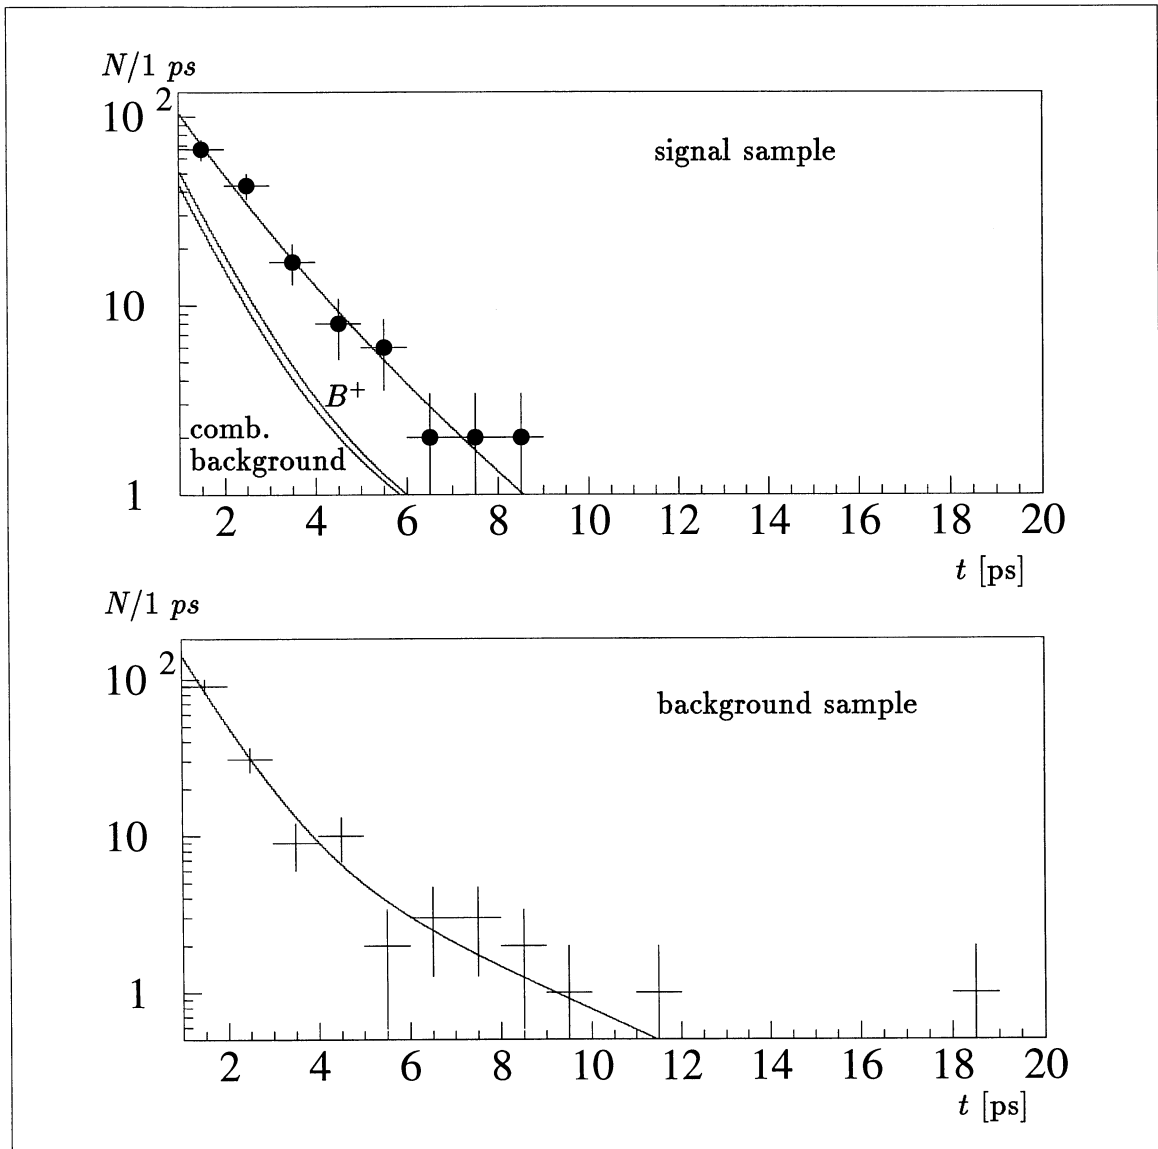 N/1 ps
10 2
signal sample
10
B+
comb.
background
1
2 4 6 8 10 12 14 16 18 20
t [ps]
N/1 ps
10 2
background sample
10
1
2 4 6 8 10 12 14 16 18 20
t [ps]